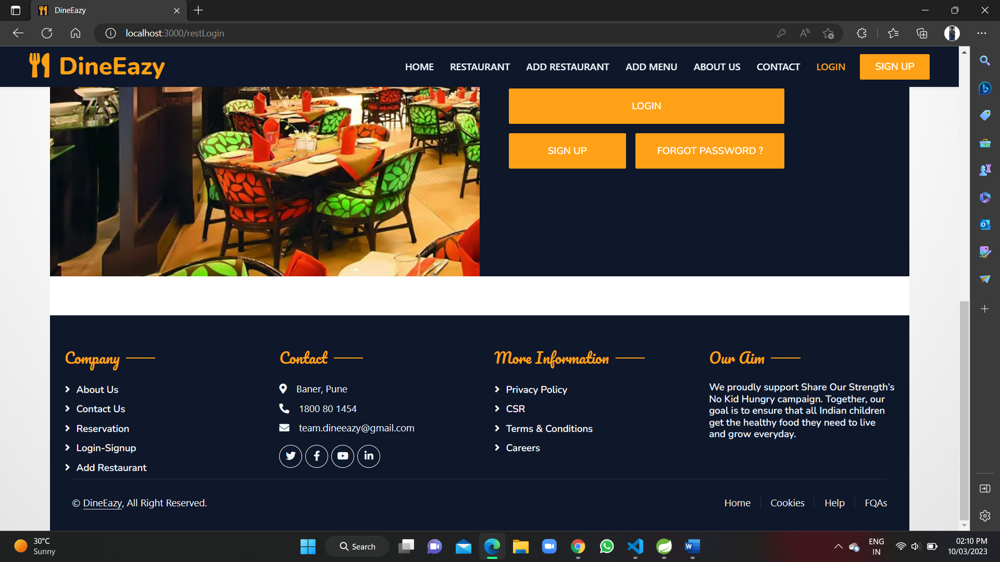 DineEazy
localhost:3000/restLogin
DineEazy
HOME RESTAURANT ADD RESTAURANT ADD MENU ABOUT US CONTACT LOGIN SIGN UP
LOGIN
SIGN UP FORGOT PASSWORD ?
Company
About Us
Contact Us
Reservation
Login-Signup
Add Restaurant
Contact
Baner, Pune
1800 80 1454
team.dineeazy@gmail.com
More Information
Privacy Policy
CSR
Terms & Conditions
Careers
Our Aim
We proudly support Share Our Strength's
No Kid Hungry campaign. Together, our
goal is to ensure that all Indian children
get the healthy food they need to live
and grow everyday.
© DineEazy, All Right Reserved.
Home Cookies Help FQAs
30°C
Sunny
Search
ENG
IN
02:10 PM
10/03/2023